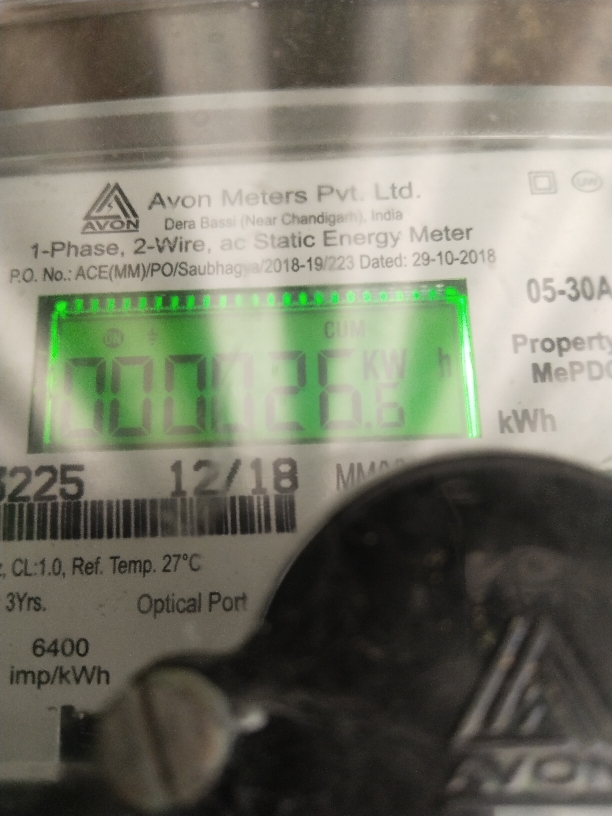 AVON
Avon Meters Pvt. Ltd.
Dera Bassi (Near Chandigarh), India
1-Phase, 2-Wire, ac Static Energy Meter
P.O. No.: ACE(MM)/PO/Saubhagya/2018-19/223 Dated: 29-10-2018
05-30A
CUM
000026.6 KW h
Property
MePDC
kWh
3225 12/18
CL:1.0, Ref. Temp. 27°C
3Yrs. Optical Port
6400
imp/kWh
AVON